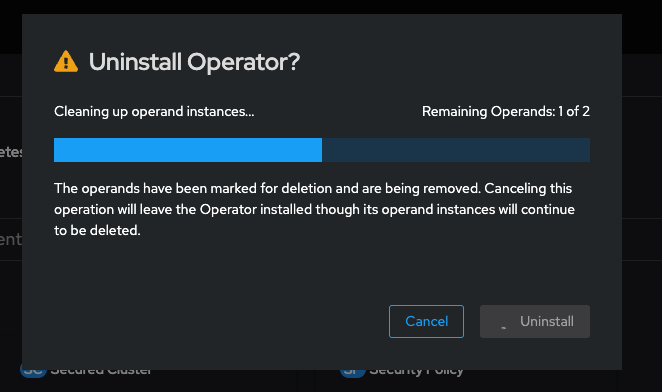 Uninstall Operator?
Cleaning up operand instances... Remaining Operands: 1 of 2
etes
The operands have been marked for deletion and are being removed. Canceling this
operation will leave the Operator installed though its operand instances will continue
to be deleted.
ent
Cancel Uninstall
SC Secured Cluster SP Security Policy